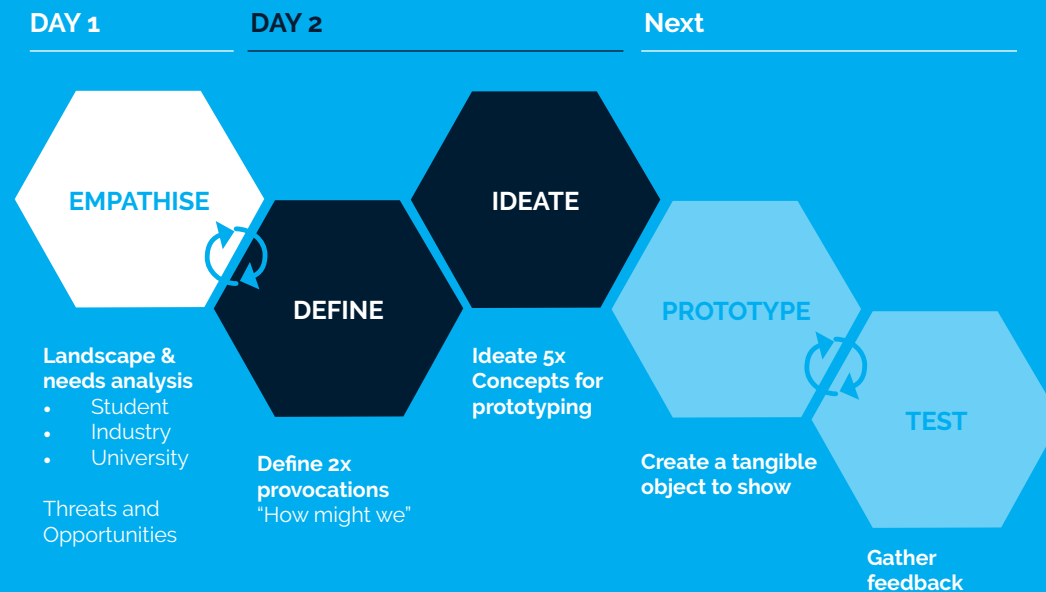 DAY 1
DAY 2
Next
EMPATHISE
IDEATE
DEFINE
PROTOTYPE
TEST
Landscape &
needs analysis
• Student
• Industry
• University
Threats and
Opportunities
Define 2x
provocations
“How might we”
Ideate 5x
Concepts for
prototyping
Create a tangible
object to show
Gather
feedback